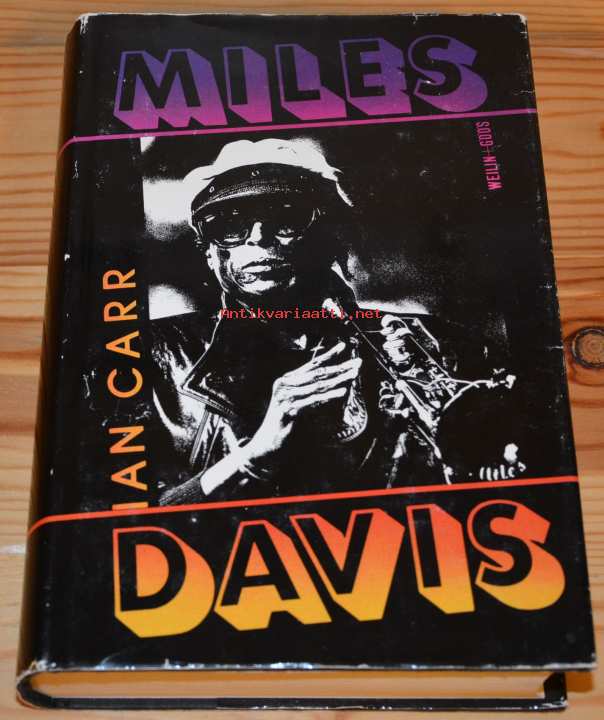 MILES
WEILIN+GÖÖS
IAN CARR
Antikvariaatti.net
Miles
DAVIS